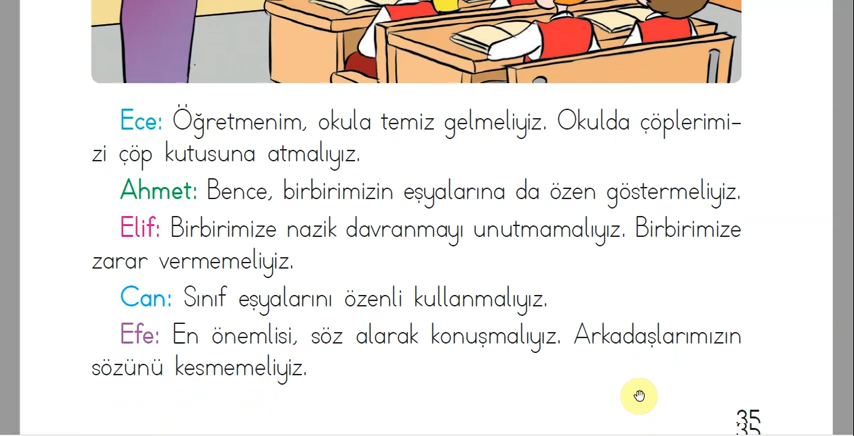 Ece: Öğretmenim, okula temiz gelmeliyiz. Okulda çöplerimi-
zi çöp kutusuna atmalıyız.
Ahmet: Bence, birbirimizin eşyalarına da özen göstermeliyiz.
Elif: Birbirimize nazik davranmayı unutmamalıyız. Birbirimize
zarar vermemeliyiz.
Can: Sınıf eşyalarını özenli kullanmalıyız.
Efe: En önemlisi, söz alarak konuşmalıyız. Arkadaşlarımızın
sözünü kesmemeliyiz.
35
35